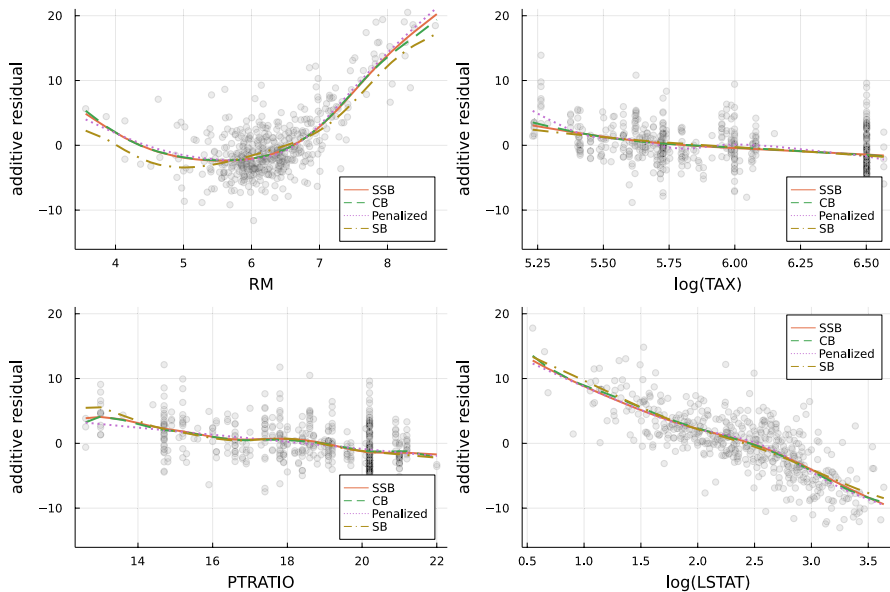 20
10
0
−10
additive residual
SSB
CB
Penalized
SB
4 5 6 7 8
RM
20
10
0
−10
additive residual
SSB
CB
Penalized
SB
5.25 5.50 5.75 6.00 6.25 6.50
log(TAX)
20
10
0
−10
additive residual
SSB
CB
Penalized
SB
14 16 18 20 22
PTRATIO
20
10
0
−10
additive residual
SSB
CB
Penalized
SB
0.5 1.0 1.5 2.0 2.5 3.0 3.5
log(LSTAT)